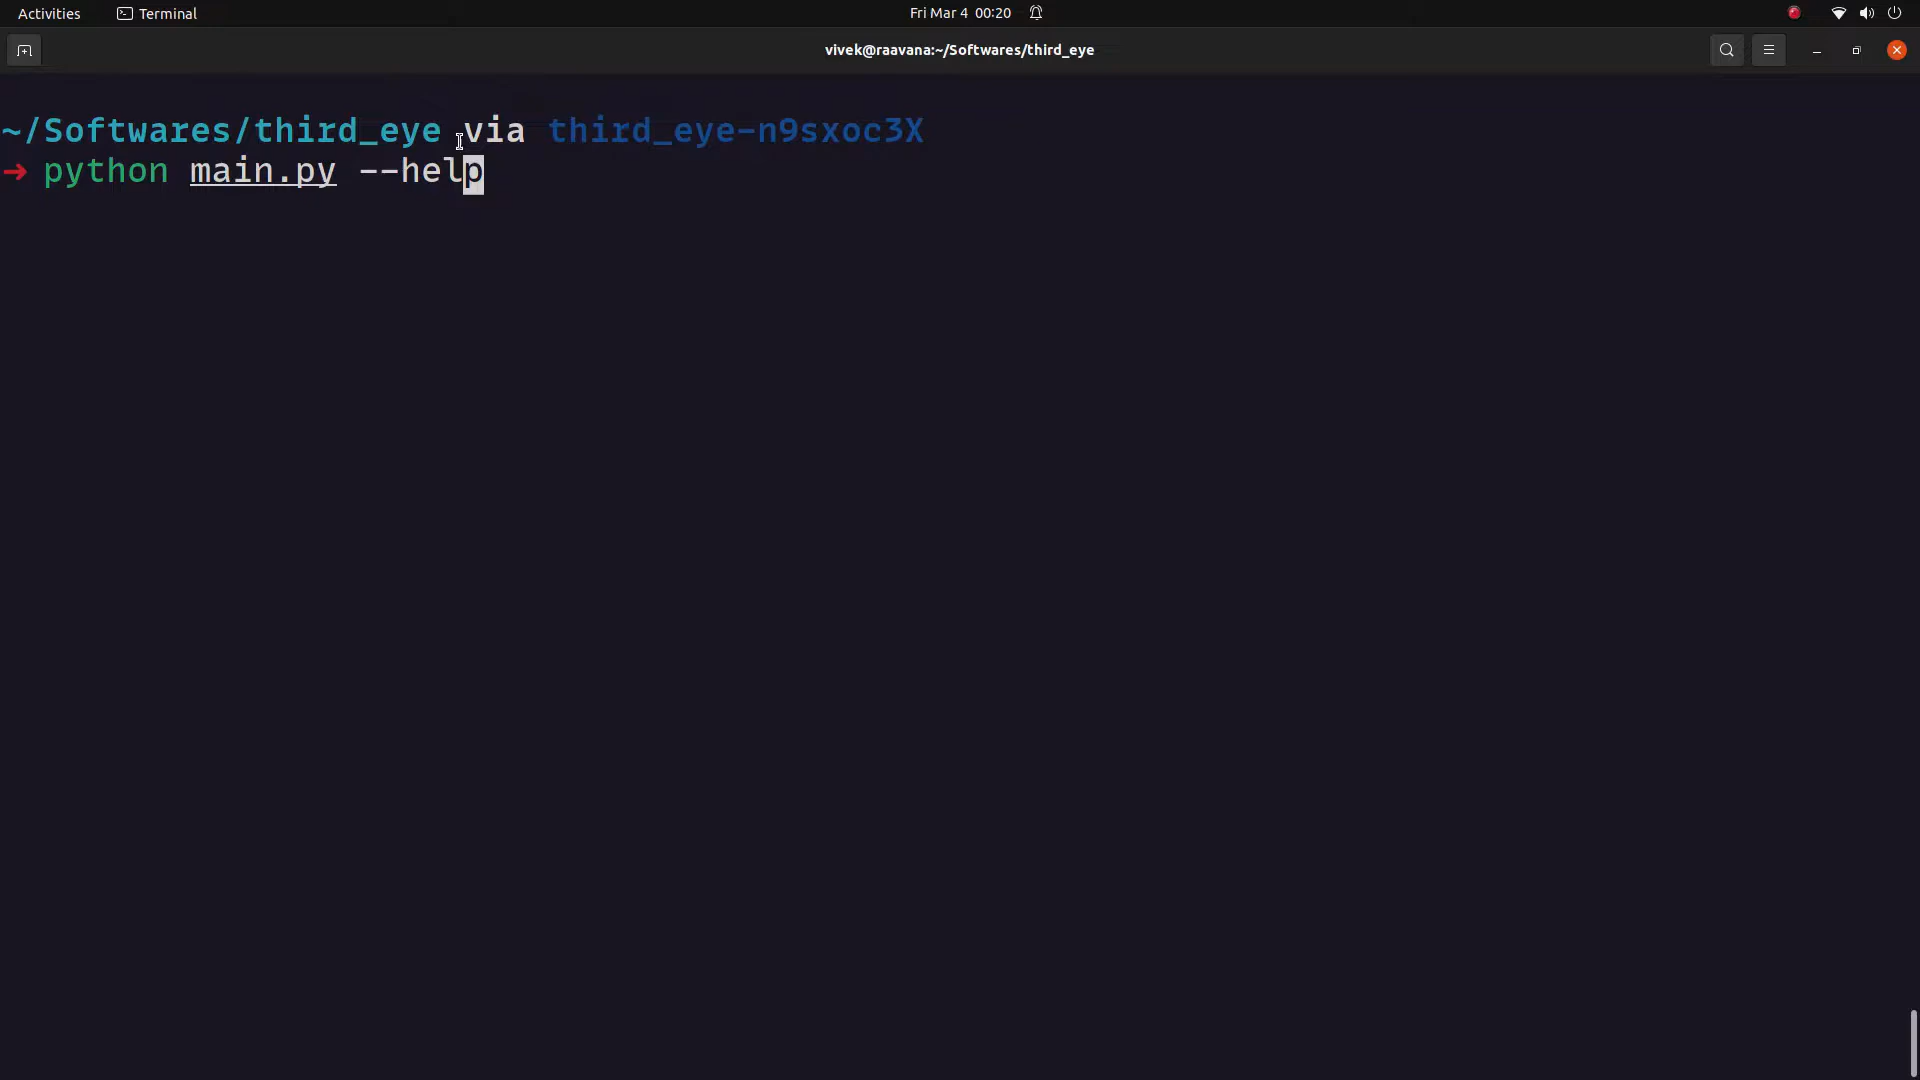 Activities Terminal Fri Mar 4 00:20
vivek@raavana:~/Softwares/third_eye
~/Softwares/third_eye via third_eye-n9sxoc3X
➜ python main.py --help